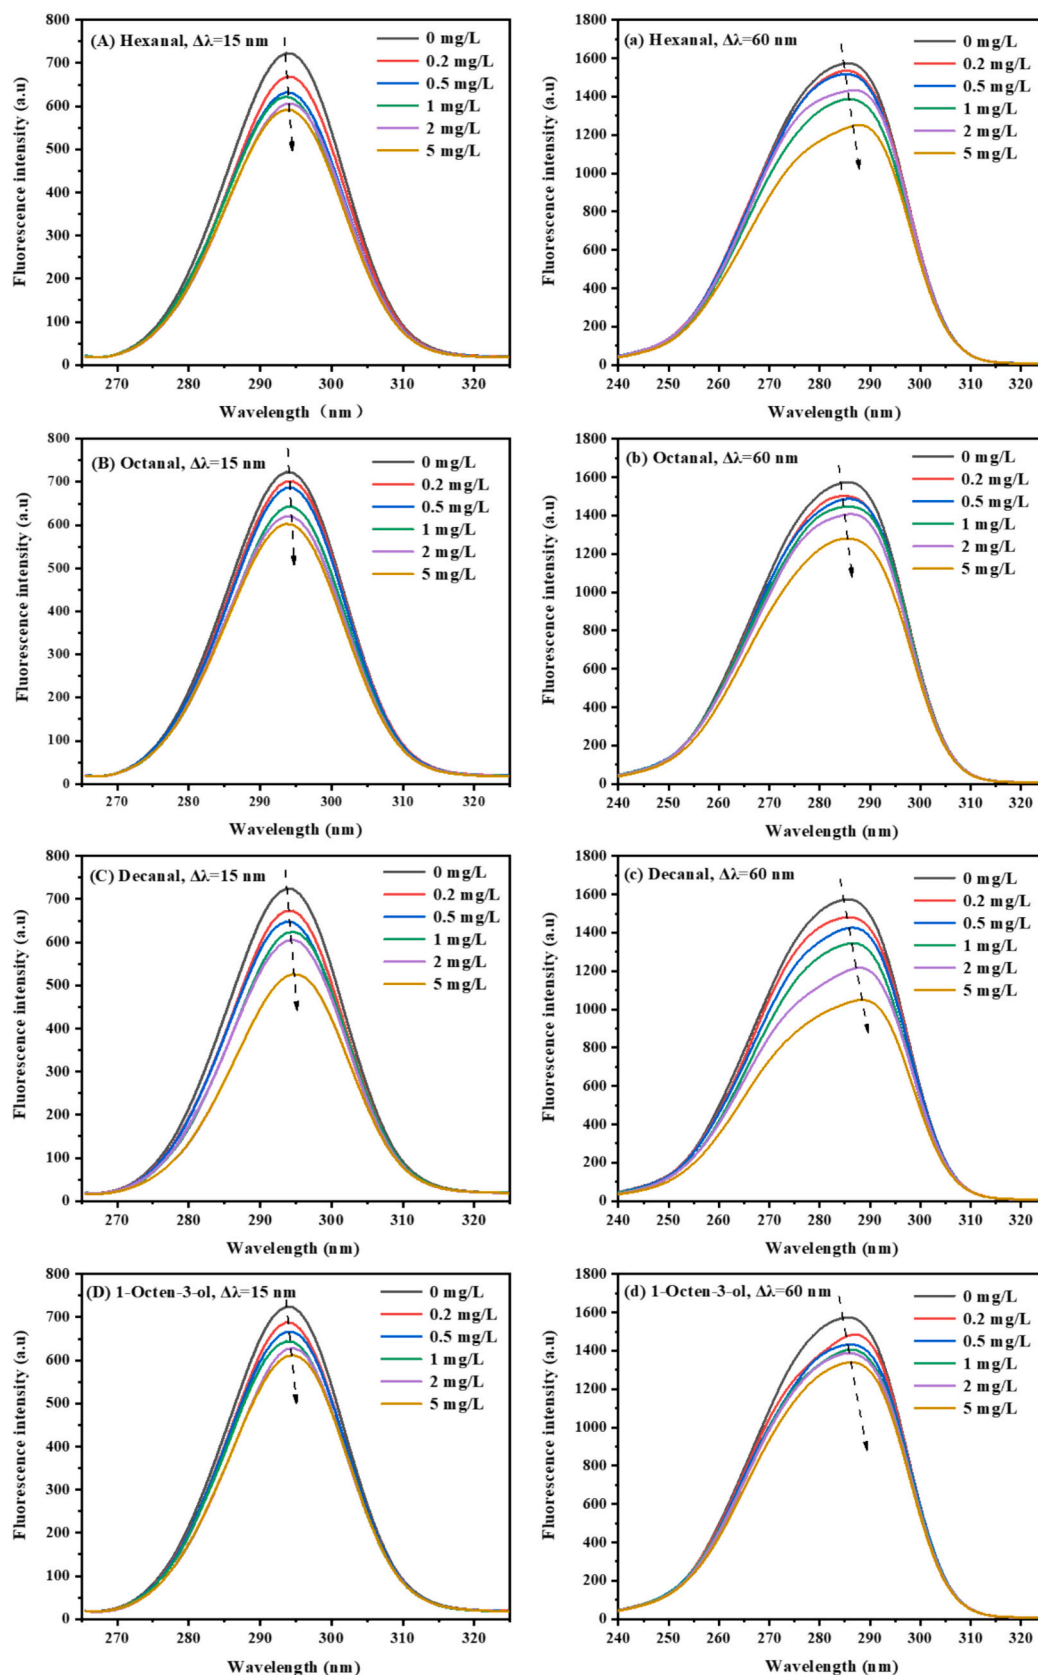 (A) Hexanal, Δλ=15 nm
0 mg/L
0.2 mg/L
0.5 mg/L
1 mg/L
2 mg/L
5 mg/L
Fluorescence intensity (a.u)
800
700
600
500
400
300
200
100
0
270 280 290 300 310 320
Wavelength（nm）
(a) Hexanal, Δλ=60 nm
0 mg/L
0.2 mg/L
0.5 mg/L
2 mg/L
1 mg/L
5 mg/L
Fluorescence intensity (a.u)
1800
1600
1400
1200
1000
800
600
400
200
0
240 250 260 270 280 290 300 310 320
Wavelength (nm)
(B) Octanal, Δλ=15 nm
0 mg/L
0.2 mg/L
0.5 mg/L
1 mg/L
2 mg/L
5 mg/L
Fluorescence intensity (a.u)
800
700
600
500
400
300
200
100
0
270 280 290 300 310 320
Wavelength (nm)
(b) Octanal, Δλ=60 nm
0 mg/L
0.2 mg/L
0.5 mg/L
1 mg/L
2 mg/L
5 mg/L
Fluorescence intensity (a.u)
1800
1600
1400
1200
1000
800
600
400
200
0
240 250 260 270 280 290 300 310 320
Wavelength (nm)
(C) Decanal, Δλ=15 nm
0 mg/L
0.2 mg/L
0.5 mg/L
1 mg/L
2 mg/L
5 mg/L
Fluorescence intensity (a.u)
800
700
600
500
400
300
200
100
0
270 280 290 300 310 320
Wavelength (nm)
(c) Decanal, Δλ=60 nm
0 mg/L
0.2 mg/L
0.5 mg/L
1 mg/L
2 mg/L
5 mg/L
Fluorescence intensity (a.u)
1800
1600
1400
1200
1000
800
600
400
200
0
240 250 260 270 280 290 300 310 320
Wavelength (nm)
(D) 1-Octen-3-ol, Δλ=15 nm
0 mg/L
0.2 mg/L
0.5 mg/L
1 mg/L
2 mg/L
5 mg/L
Fluorescence intensity (a.u)
800
700
600
500
400
300
200
100
0
270 280 290 300 310 320
Wavelength (nm)
(d) 1-Octen-3-ol, Δλ=60 nm
0 mg/L
0.2 mg/L
0.5 mg/L
1 mg/L
2 mg/L
5 mg/L
Fluorescence intensity (a.u)
1800
1600
1400
1200
1000
800
600
400
200
0
240 250 260 270 280 290 300 310 320
Wavelength (nm)